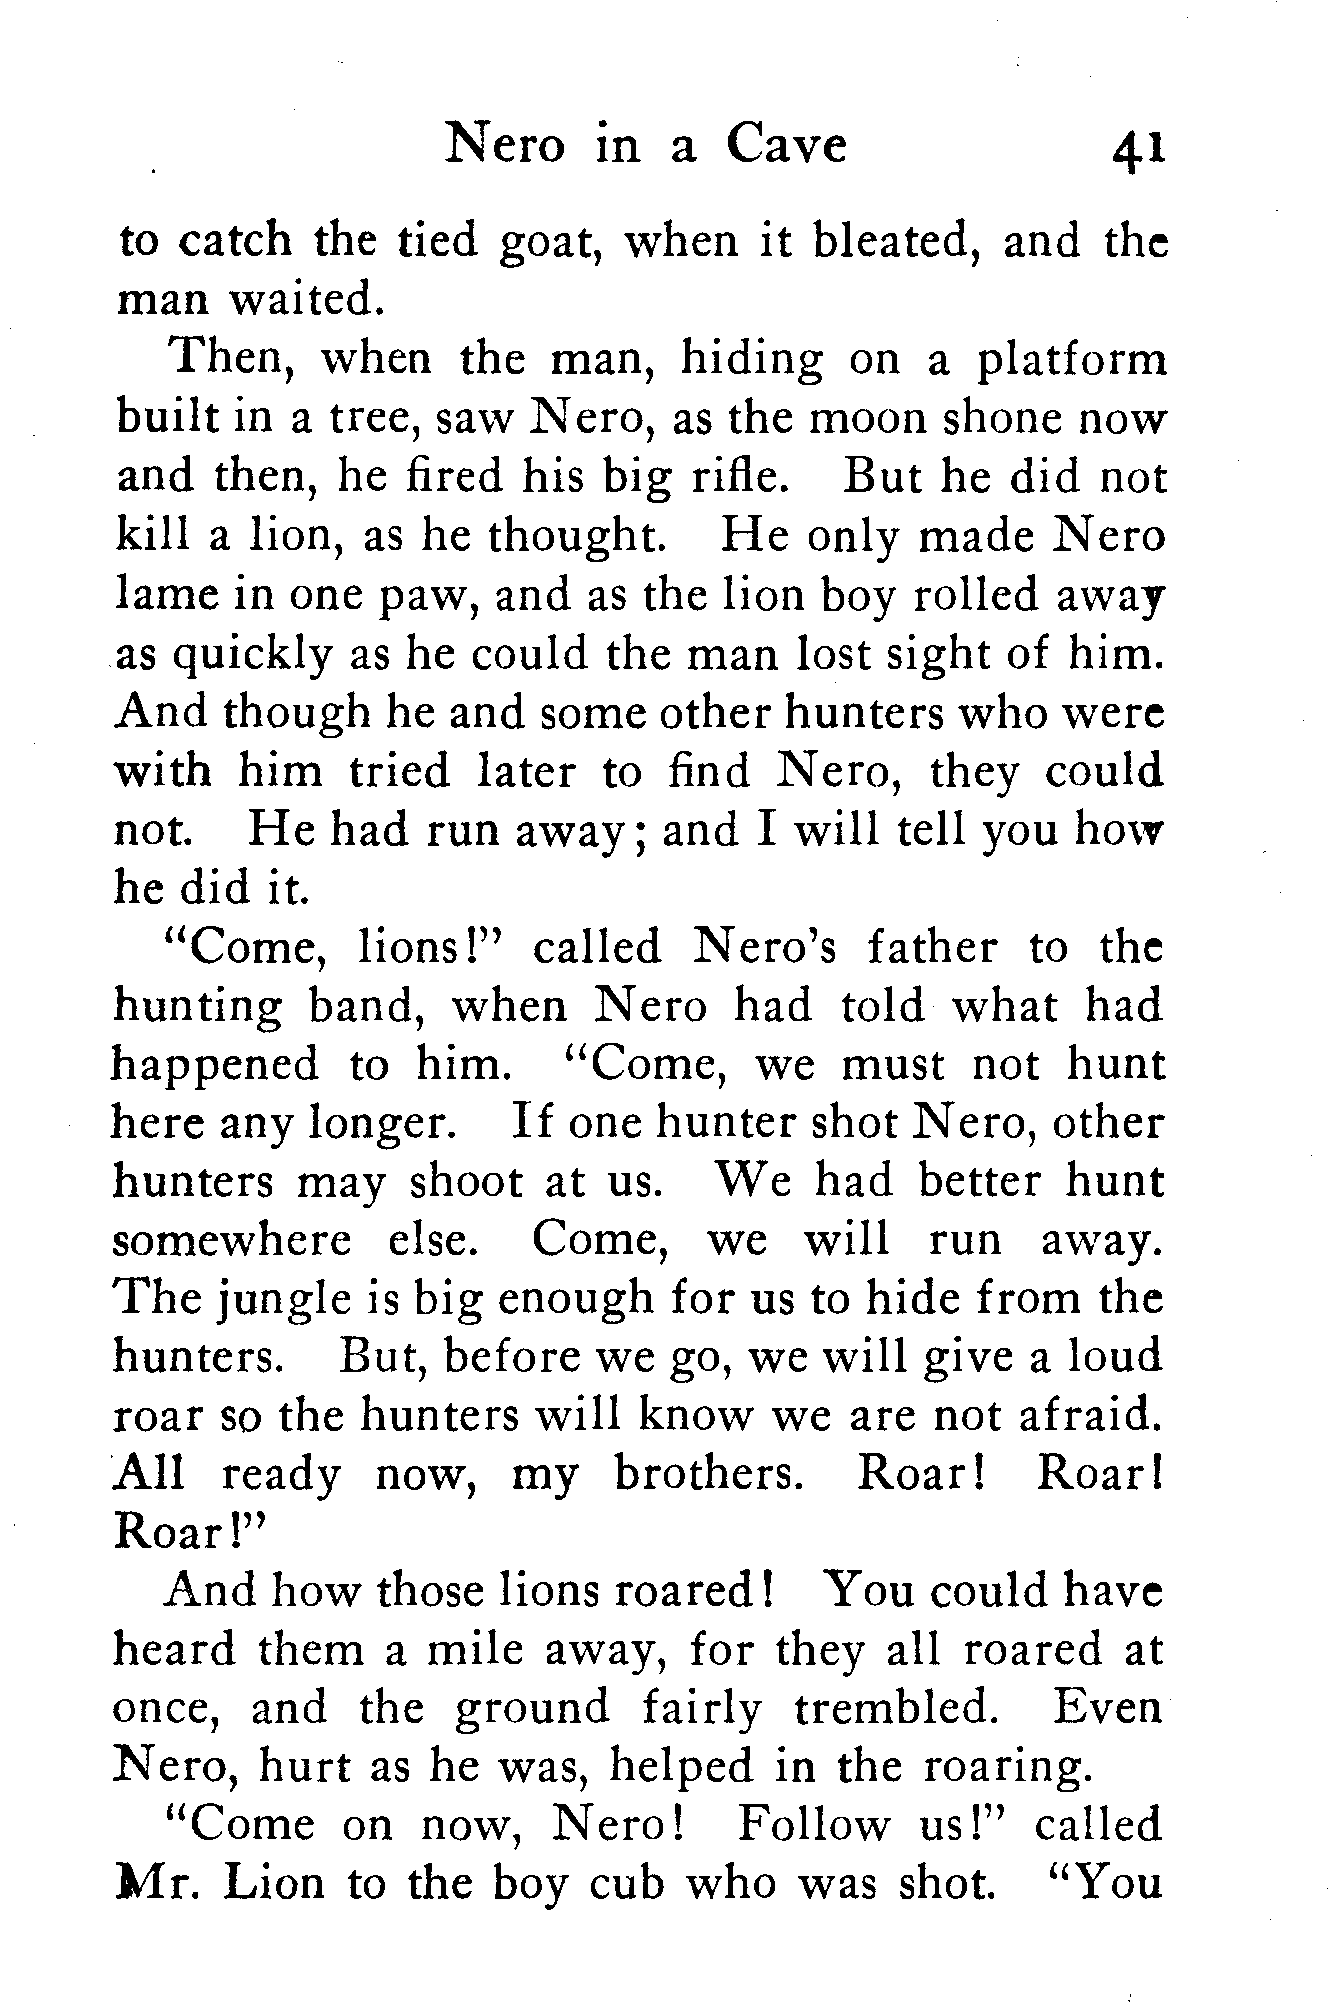 Nero in a Cave 41
to catch the tied goat, when it bleated, and the
man waited.
Then, when the man, hiding on a platform
built in a tree, saw Nero, as the moon shone now
and then, he fired his big rifle. But he did not
kill a lion, as he thought. He only made Nero
lame in one paw, and as the lion boy rolled away
as quickly as he could the man lost sight of him.
And though he and some other hunters who were
with him tried later to find Nero, they could
not. He had run away; and I will tell you how
he did it.
"Come, lions!" called Nero's father to the
hunting band, when Nero had told what had
happened to him. "Come, we must not hunt
here any longer. If one hunter shot Nero, other
hunters may shoot at us. We had better hunt
somewhere else. Come, we will run away.
The jungle is big enough for us to hide from the
hunters. But, before we go, we will give a loud
roar so the hunters will know we are not afraid.
All ready now, my brothers. Roar! Roar!
Roar!"
And how those lions roared! You could have
heard them a mile away, for they all roared at
once, and the ground fairly trembled. Even
Nero, hurt as he was, helped in the roaring.
"Come on now, Nero! Follow us!" called
Mr. Lion to the boy cub who was shot. "You